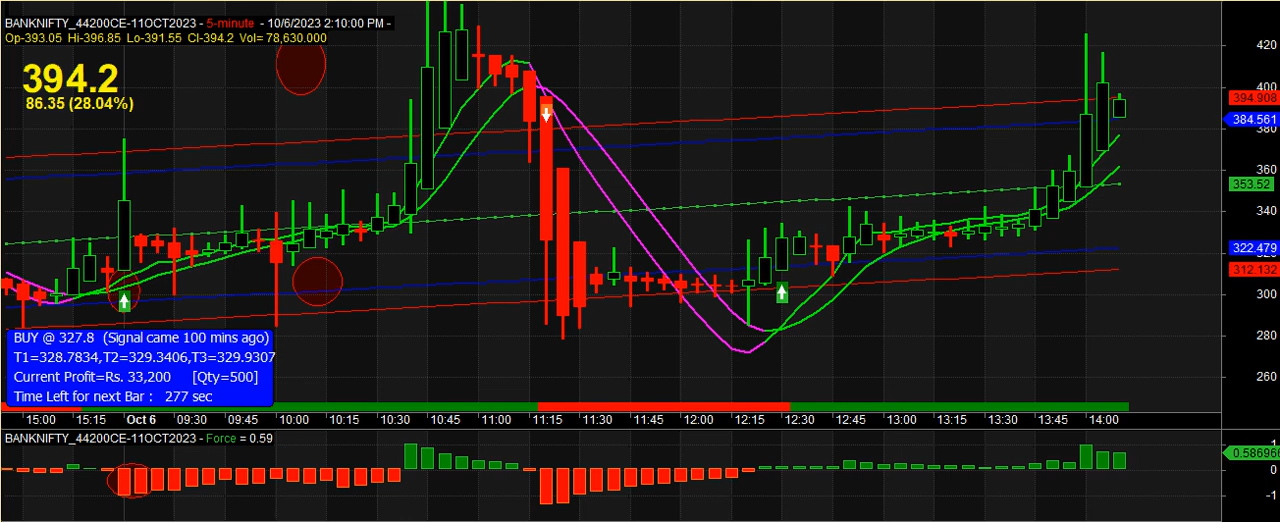 BANKNIFTY_44200CE-11OCT2023 - 5-minute - 10/6/2023 2:10:00 PM -
Op-393.05 Hi-396.85 Lo-391.55 Cl-394.2 Vol= 78,630.000
394.2
86.35 (28.04%)
420
400
394.908
384.561
360
353.52
340
322.479
320
312.132
300
280
260
BUY @ 327.8 (Signal came 100 mins ago)
T1=328.7834,T2=329.3406,T3=329.9307
Current Profit=Rs. 33,200 [Qty=500]
Time Left for next Bar : 277 sec
15:00 15:15 Oct 6 09:30 09:45 10:00 10:15 10:30 10:45 11:00 11:15 11:30 11:45 12:00 12:15 12:30 12:45 13:00 13:15 13:30 13:45 14:00
BANKNIFTY_44200CE-11OCT2023 - Force = 0.59
1
0.586966
0
-1